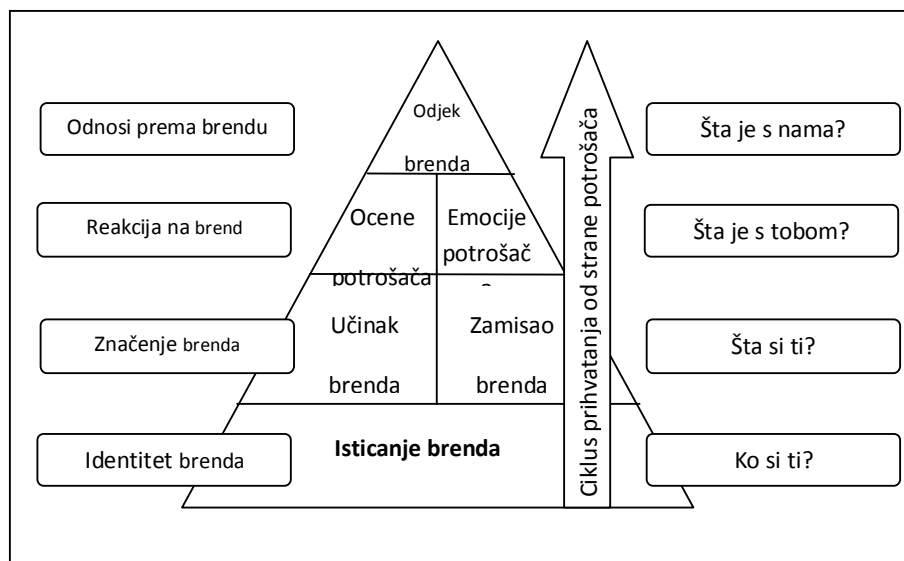 Odnosi prema brendu
Odjek
brenda
Šta je s nama?
Reakcija na brend
Ocene
potrošača
Emocije
potrošač
Šta je s tobom?
Značenje brenda
Učinak
brenda
Zamisao
brenda
Šta si ti?
Identitet brenda
Isticanje brenda
Ko si ti?
Ciklus prihvatanja od strane potrošača